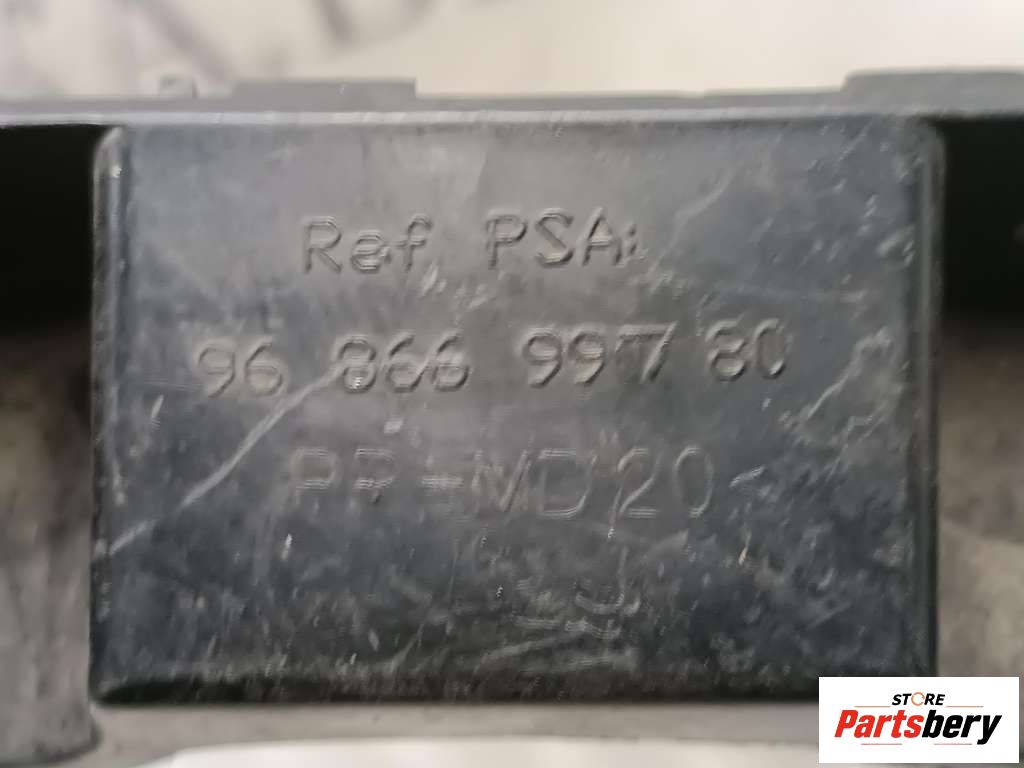 Ref PSA:
96 866 997 80
PP-MD20
STORE
Partsbery